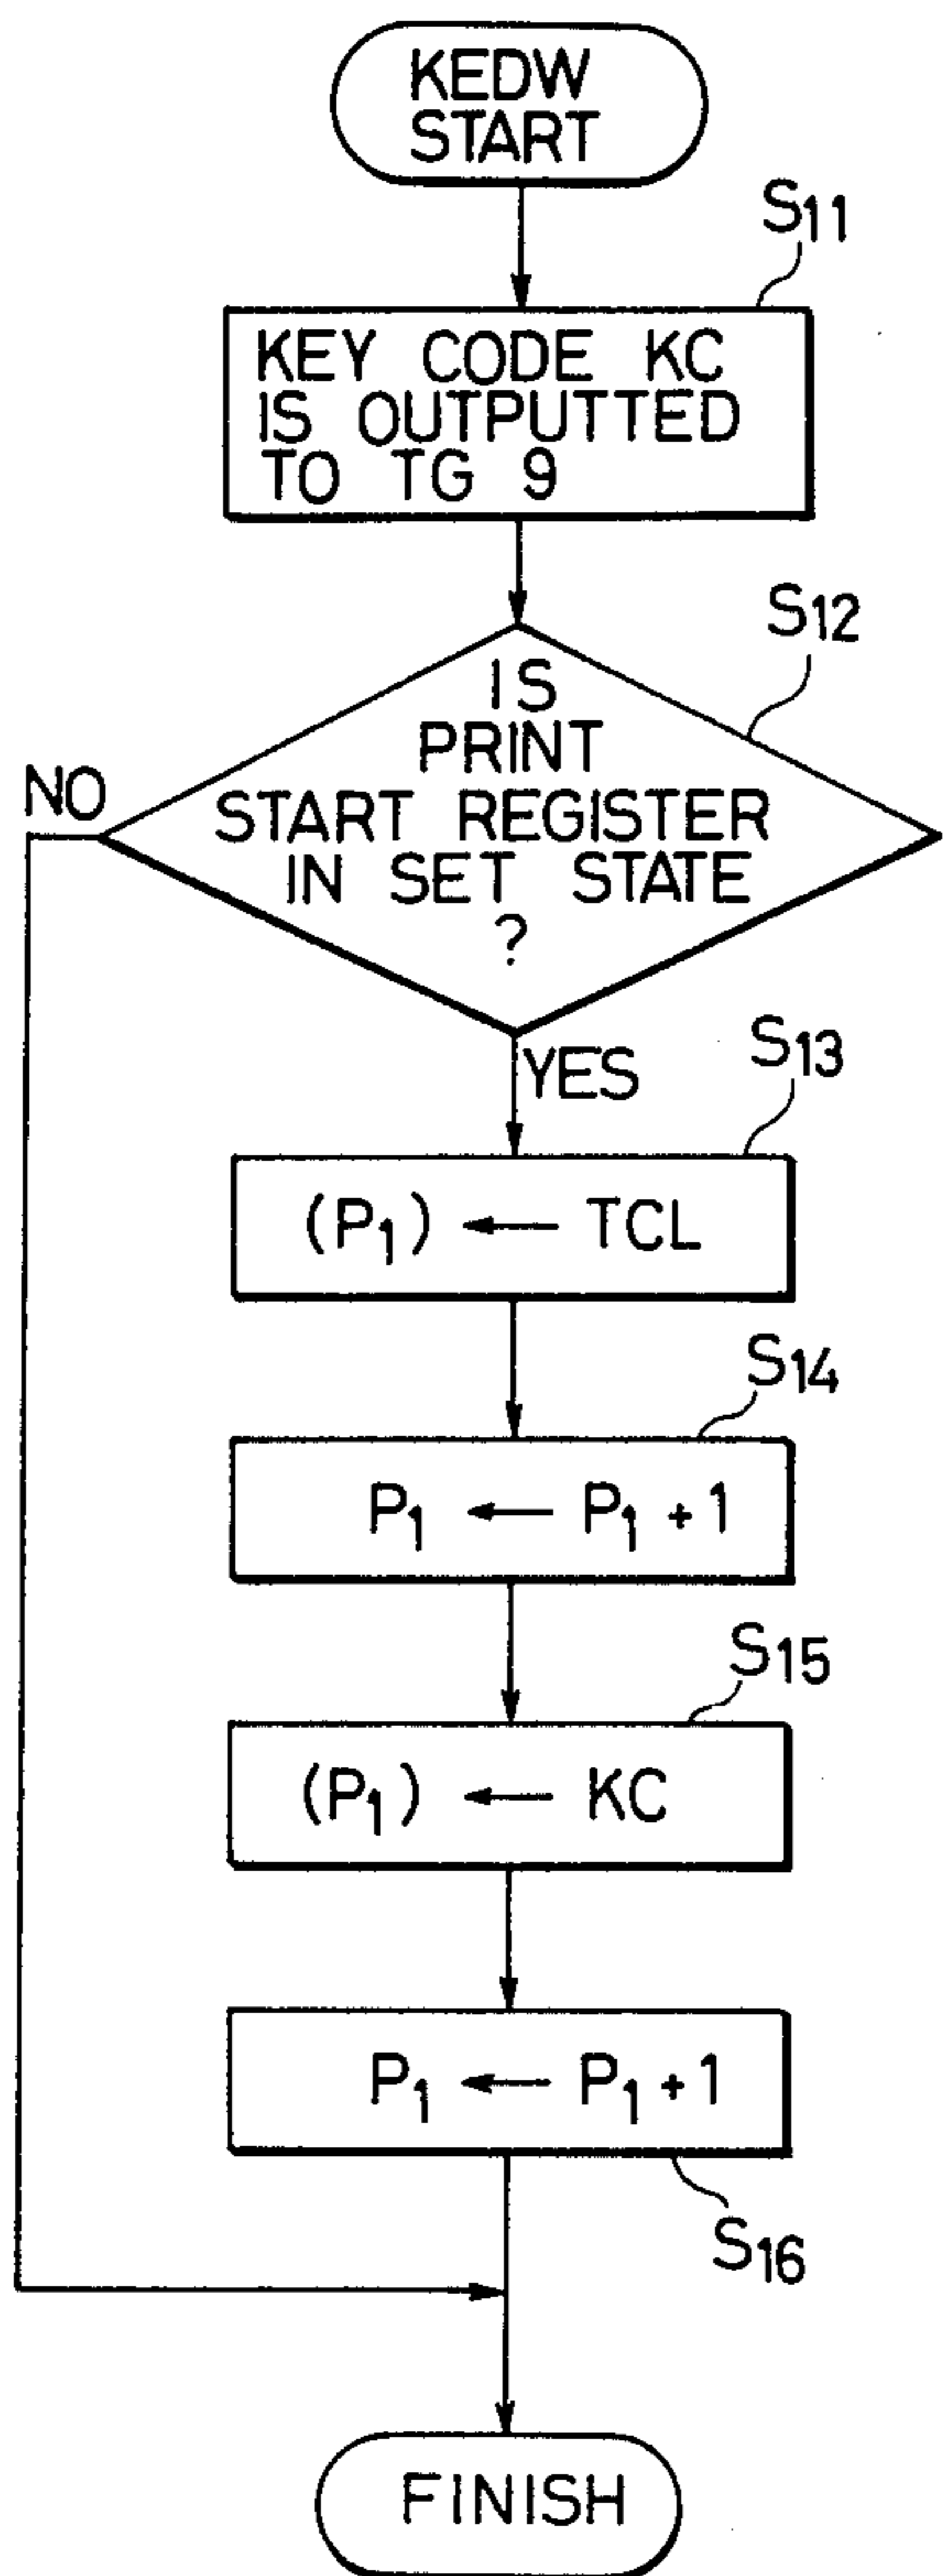 KEDW
START
S11
KEY CODE KC
IS OUTPUTTED
TO TG 9
S12
IS
PRINT
START REGISTER
IN SET STATE
?
NO
YES
S13
(P1) ← TCL
S14
P1 ← P1 + 1
S15
(P1) ← KC
P1 ← P1 + 1
S16
FINISH